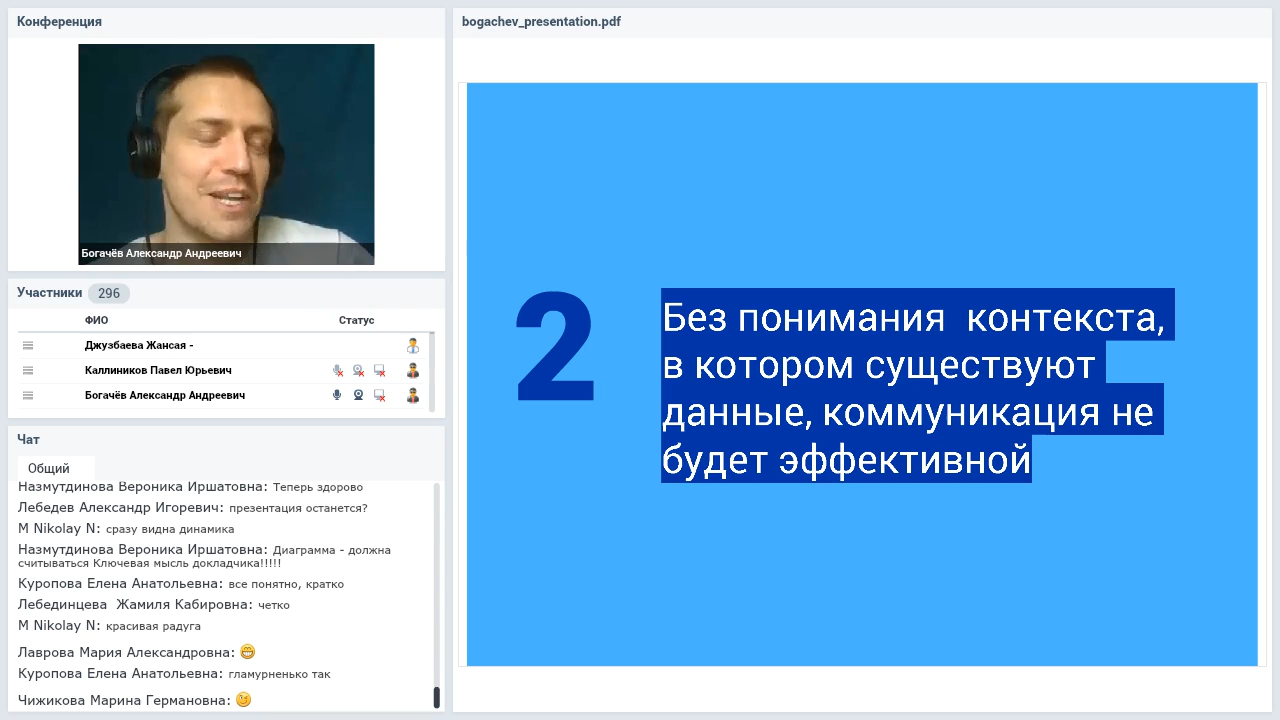 Конференция
Богачёв Александр Андреевич
Участники 296
ФИО Статус
Джузбаева Жансая -
Каллиников Павел Юрьевич
Богачёв Александр Андреевич
Чат
Общий
Назмутдинова Вероника Иршатовна: Теперь здорово
Лебедев Александр Игоревич: презентация останется?
M Nikolay N: сразу видна динамика
Назмутдинова Вероника Иршатовна: Диаграмма - должна
считываться Ключевая мысль докладчика!!!!!
Куропова Елена Анатольевна: все понятно, кратко
Лебединцева Жамиля Кабировна: четко
M Nikolay N: красивая радуга
Лаврова Мария Александровна: 😁
Куропова Елена Анатольевна: гламурненько так
Чижикова Марина Германовна: 😉
bogachev_presentation.pdf
2
Без понимания контекста,
в котором существуют
данные, коммуникация не
будет эффективной